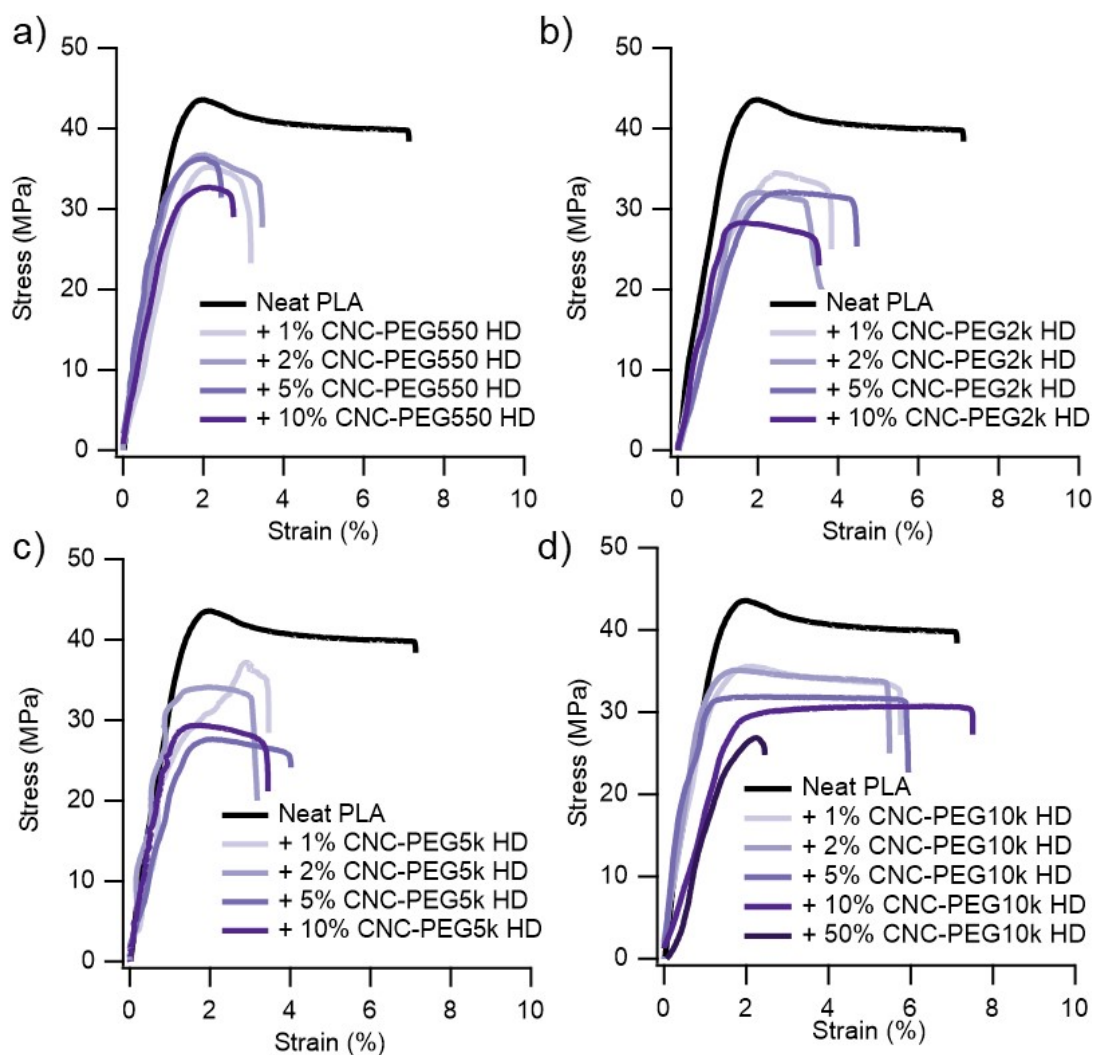 a)
50
40
30
20
10
0
Stress (MPa)
Neat PLA
+ 1% CNC-PEG550 HD
+ 2% CNC-PEG550 HD
+ 5% CNC-PEG550 HD
+ 10% CNC-PEG550 HD
0 2 4 6 8 10
Strain (%)
b)
50
40
30
20
10
0
Stress (MPa)
Neat PLA
+ 1% CNC-PEG2k HD
+ 2% CNC-PEG2k HD
+ 5% CNC-PEG2k HD
+ 10% CNC-PEG2k HD
0 2 4 6 8 10
Strain (%)
c)
50
40
30
20
10
0
Stress (MPa)
Neat PLA
+ 1% CNC-PEG5k HD
+ 2% CNC-PEG5k HD
+ 5% CNC-PEG5k HD
+ 10% CNC-PEG5k HD
0 2 4 6 8 10
Strain (%)
d)
50
40
30
20
10
0
Stress (MPa)
Neat PLA
+ 1% CNC-PEG10k HD
+ 2% CNC-PEG10k HD
+ 5% CNC-PEG10k HD
+ 10% CNC-PEG10k HD
+ 50% CNC-PEG10k HD
0 2 4 6 8 10
Strain (%)